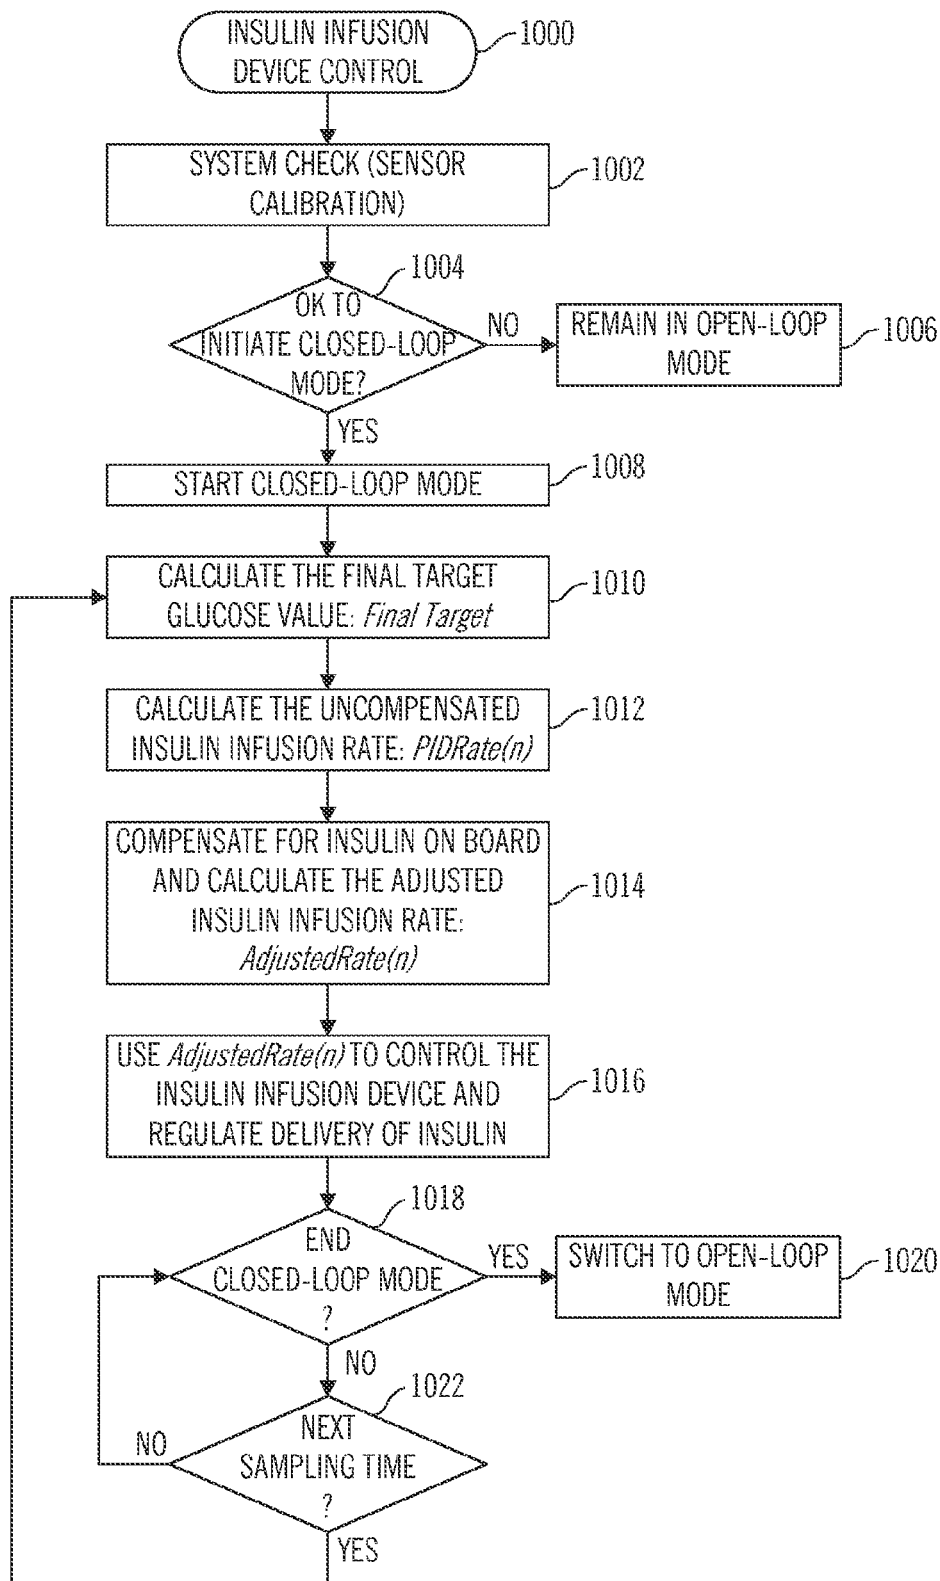 INSULIN INFUSION
DEVICE CONTROL
1000
SYSTEM CHECK (SENSOR
CALIBRATION)
1002
1004
OK TO
INITIATE CLOSED-LOOP
MODE?
NO
REMAIN IN OPEN-LOOP
MODE
1006
YES
START CLOSED-LOOP MODE
1008
CALCULATE THE FINAL TARGET
GLUCOSE VALUE: Final Target
1010
CALCULATE THE UNCOMPENSATED
INSULIN INFUSION RATE: PIDRate(n)
1012
COMPENSATE FOR INSULIN ON BOARD
AND CALCULATE THE ADJUSTED
INSULIN INFUSION RATE:
AdjustedRate(n)
1014
USE AdjustedRate(n) TO CONTROL THE
INSULIN INFUSION DEVICE AND
REGULATE DELIVERY OF INSULIN
1016
1018
END
CLOSED-LOOP MODE
?
YES
SWITCH TO OPEN-LOOP
MODE
1020
NO
1022
NEXT
SAMPLING TIME
?
NO
YES